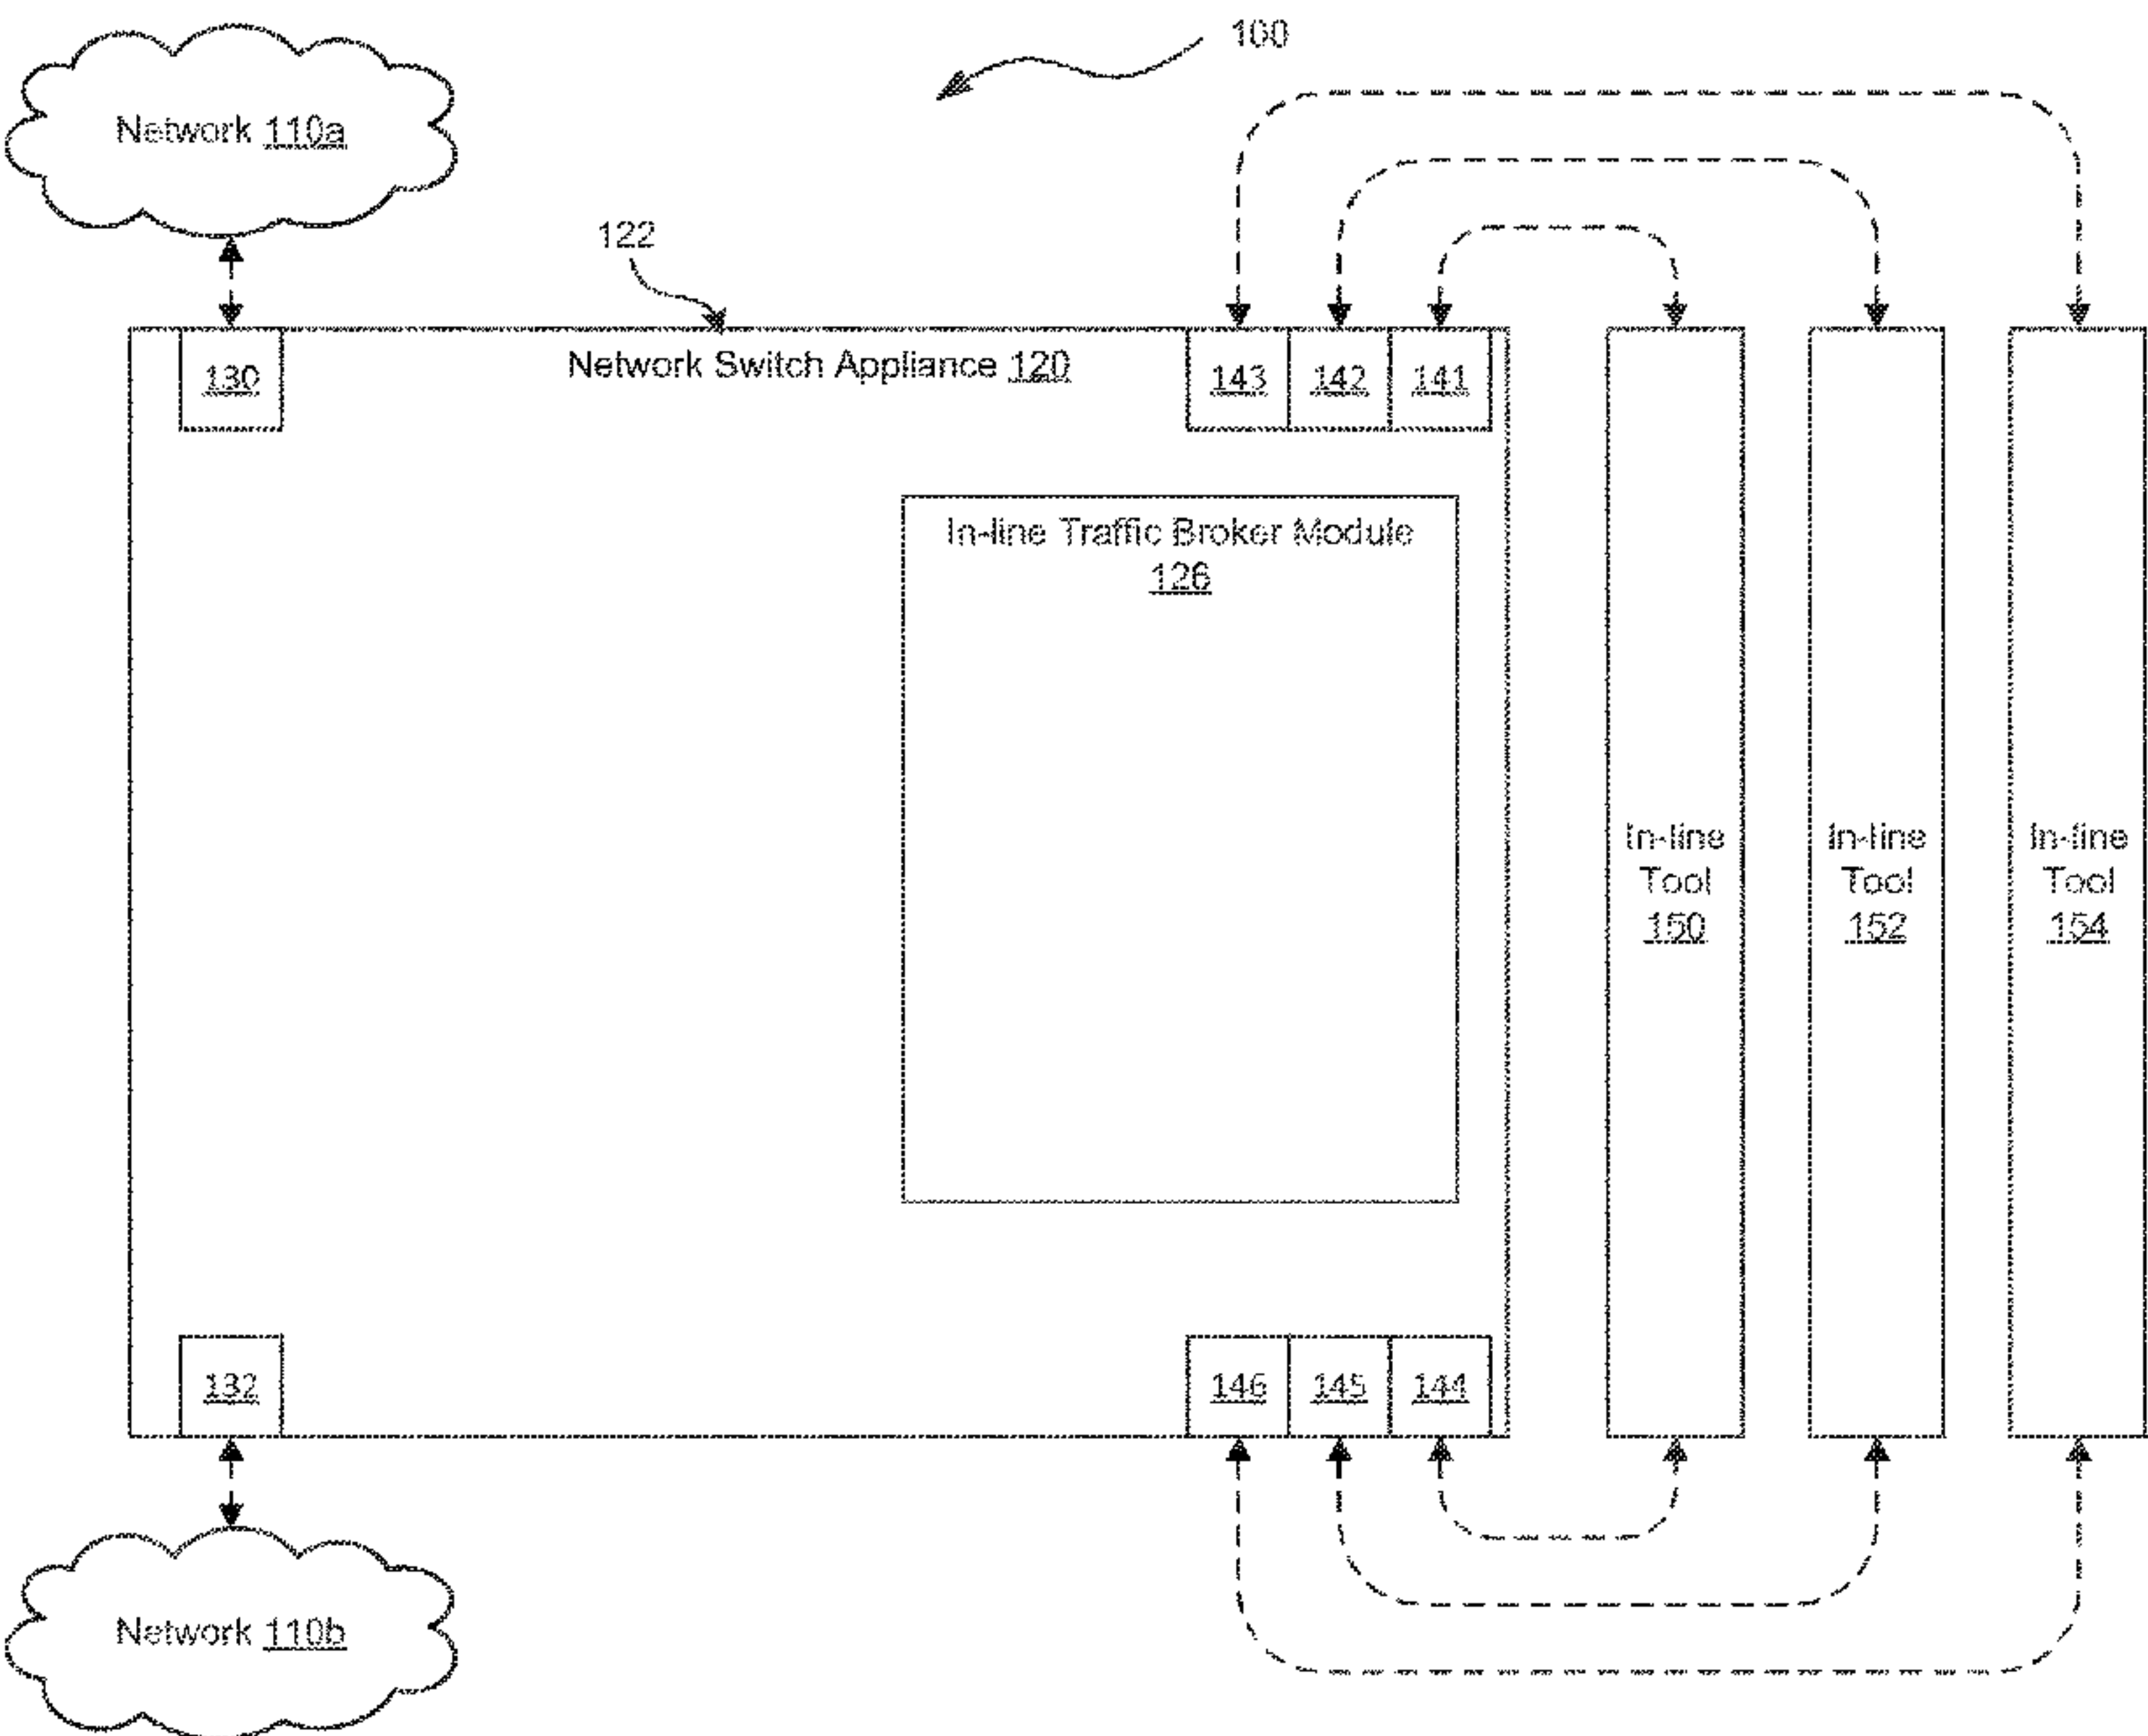 100
Network 110a
122
130
Network Switch Appliance 120
143
142
141
In-line Traffic Broker Module
126
In-line
Tool
150
In-line
Tool
152
In-line
Tool
154
132
146
145
144
Network 110b